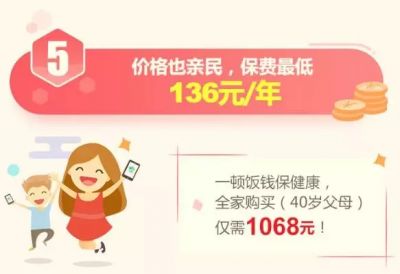 5
价格也亲民，保费最低
136元/年
一顿饭钱保健康，
全家购买（40岁父母）
仅需1068元！